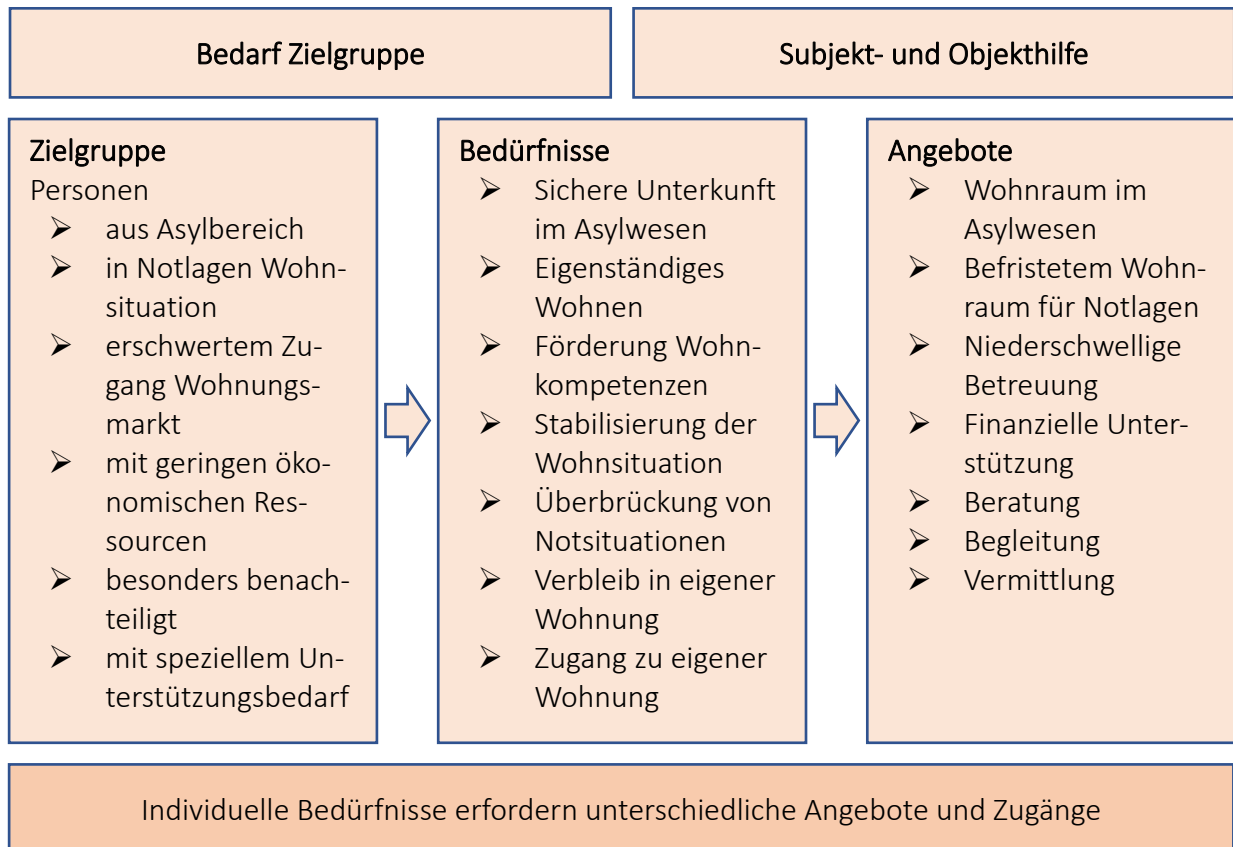 Bedarf Zielgruppe
Subjekt- und Objekthilfe
Zielgruppe
Personen
➢ aus Asylbereich
➢ in Notlagen Wohn-
situation
➢ erschwertem Zu-
gang Wohnungs-
markt
➢ mit geringen öko-
nomischen Res-
sourcen
➢ besonders benach-
teiligt
➢ mit speziellem Un-
terstützungsbedarf
Bedürfnisse
➢ Sichere Unterkunft
im Asylwesen
➢ Eigenständiges
Wohnen
➢ Förderung Wohn-
kompetenzen
➢ Stabilisierung der
Wohnsituation
➢ Überbrückung von
Notsituationen
➢ Verbleib in eigener
Wohnung
➢ Zugang zu eigener
Wohnung
Angebote
➢ Wohnraum im
Asylwesen
➢ Befristetem Wohn-
raum für Notlagen
➢ Niederschwellige
Betreuung
➢ Finanzielle Unter-
stützung
➢ Beratung
➢ Begleitung
➢ Vermittlung
Individuelle Bedürfnisse erfordern unterschiedliche Angebote und Zugänge